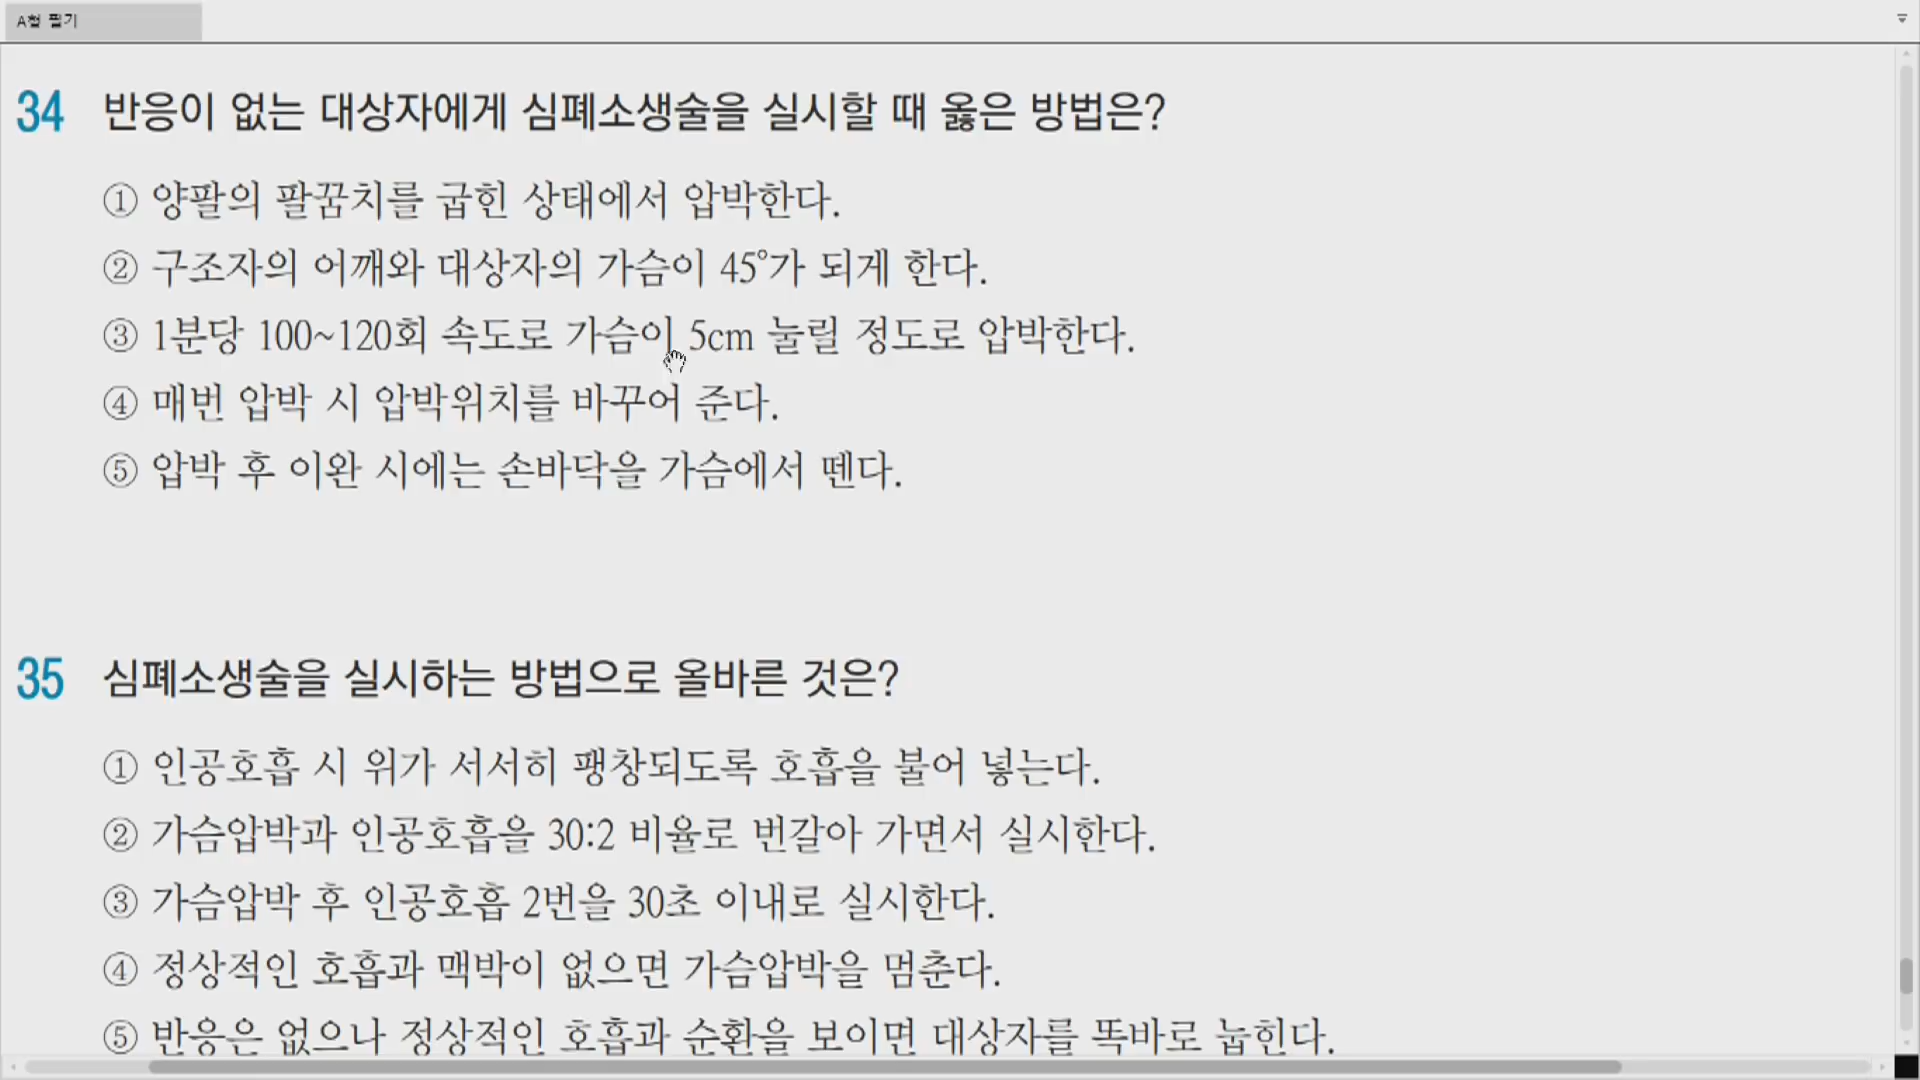 A형 필기
34 반응이 없는 대상자에게 심폐소생술을 실시할 때 옳은 방법은?
① 양팔의 팔꿈치를 굽힌 상태에서 압박한다.
② 구조자의 어깨와 대상자의 가슴이 45°가 되게 한다.
③ 1분당 100~120회 속도로 가슴이 5cm 눌릴 정도로 압박한다.
④ 매번 압박 시 압박위치를 바꾸어 준다.
⑤ 압박 후 이완 시에는 손바닥을 가슴에서 뗀다.
35 심폐소생술을 실시하는 방법으로 올바른 것은?
① 인공호흡 시 위가 서서히 팽창되도록 호흡을 불어 넣는다.
② 가슴압박과 인공호흡을 30:2 비율로 번갈아 가면서 실시한다.
③ 가슴압박 후 인공호흡 2번을 30초 이내로 실시한다.
④ 정상적인 호흡과 맥박이 없으면 가슴압박을 멈춘다.
⑤ 반응은 없으나 정상적인 호흡과 순환을 보이면 대상자를 똑바로 눕힌다.